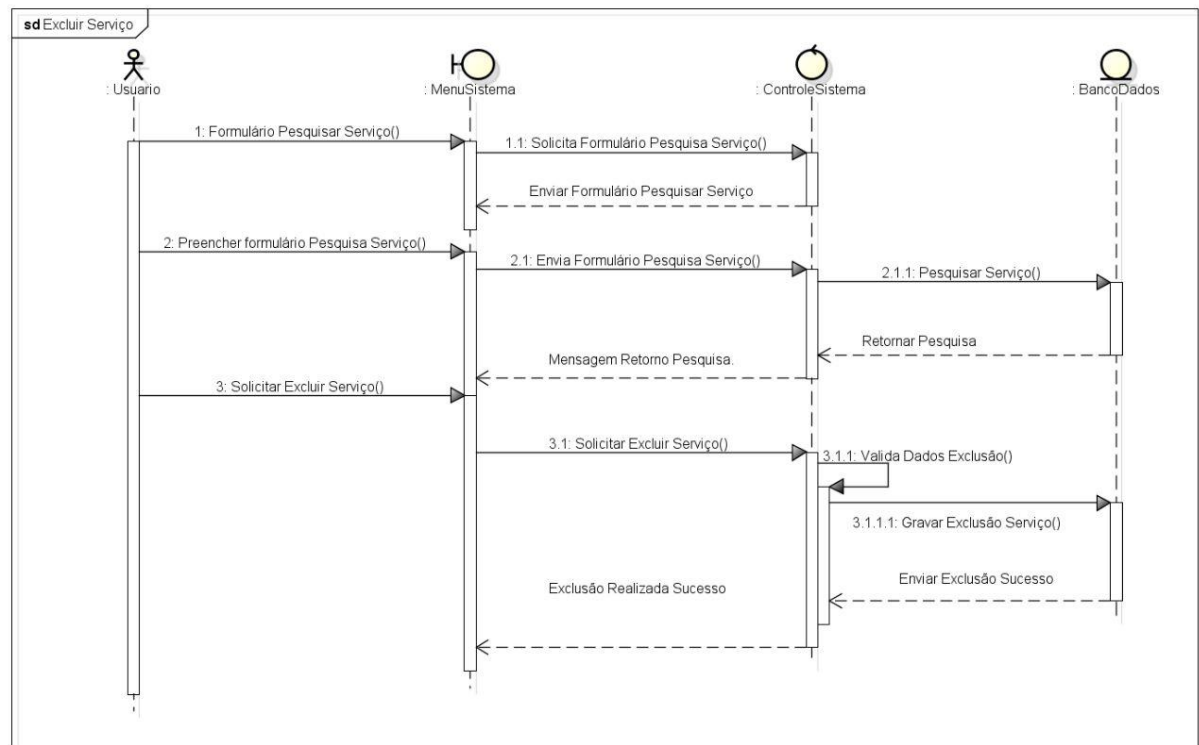 sd Excluir Serviço
: Usuario
: MenuSistema
: ControleSistema
: BancoDados
1: Formulário Pesquisar Serviço()
1.1: Solicita Formulário Pesquisa Serviço()
Enviar Formulário Pesquisar Serviço
2: Preencher formulário Pesquisa Serviço()
2.1: Envia Formulário Pesquisa Serviço()
2.1.1: Pesquisar Serviço()
Retornar Pesquisa
Mensagem Retorno Pesquisa.
3: Solicitar Excluir Serviço()
3.1: Solicitar Excluir Serviço()
3.1.1: Valida Dados Exclusão()
3.1.1.1: Gravar Exclusão Serviço()
Enviar Exclusão Sucesso
Exclusão Realizada Sucesso